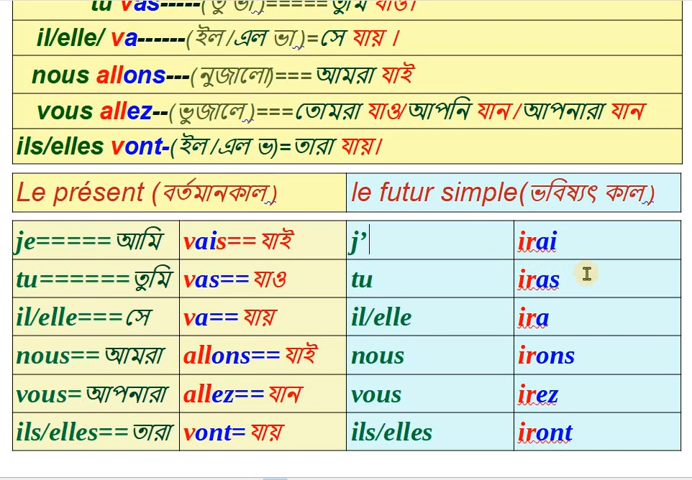 tu vas-----(তু ভা)=====তুমি যাও।
il/elle/ va------(ইল/এল ভা)=সে যায় ।
nous allons---(নুজালো)===আমরা যাই
vous allez--(ভুজালে)===তোমরা যাও/আপনি যান/আপনারা যান
ils/elles vont-(ইল/এল ভ)=তারা যায়।
Le présent (বর্তমানকাল) le futur simple(ভবিষ্যৎ কাল)
je=====আমি vais==যাই j’ irai
tu======তুমি vas==যাও tu iras
il/elle===সে va==যায় il/elle ira
nous==আমরা allons==যাই nous irons
vous=আপনারা allez==যান vous irez
ils/elles==তারা vont=যায় ils/elles iront